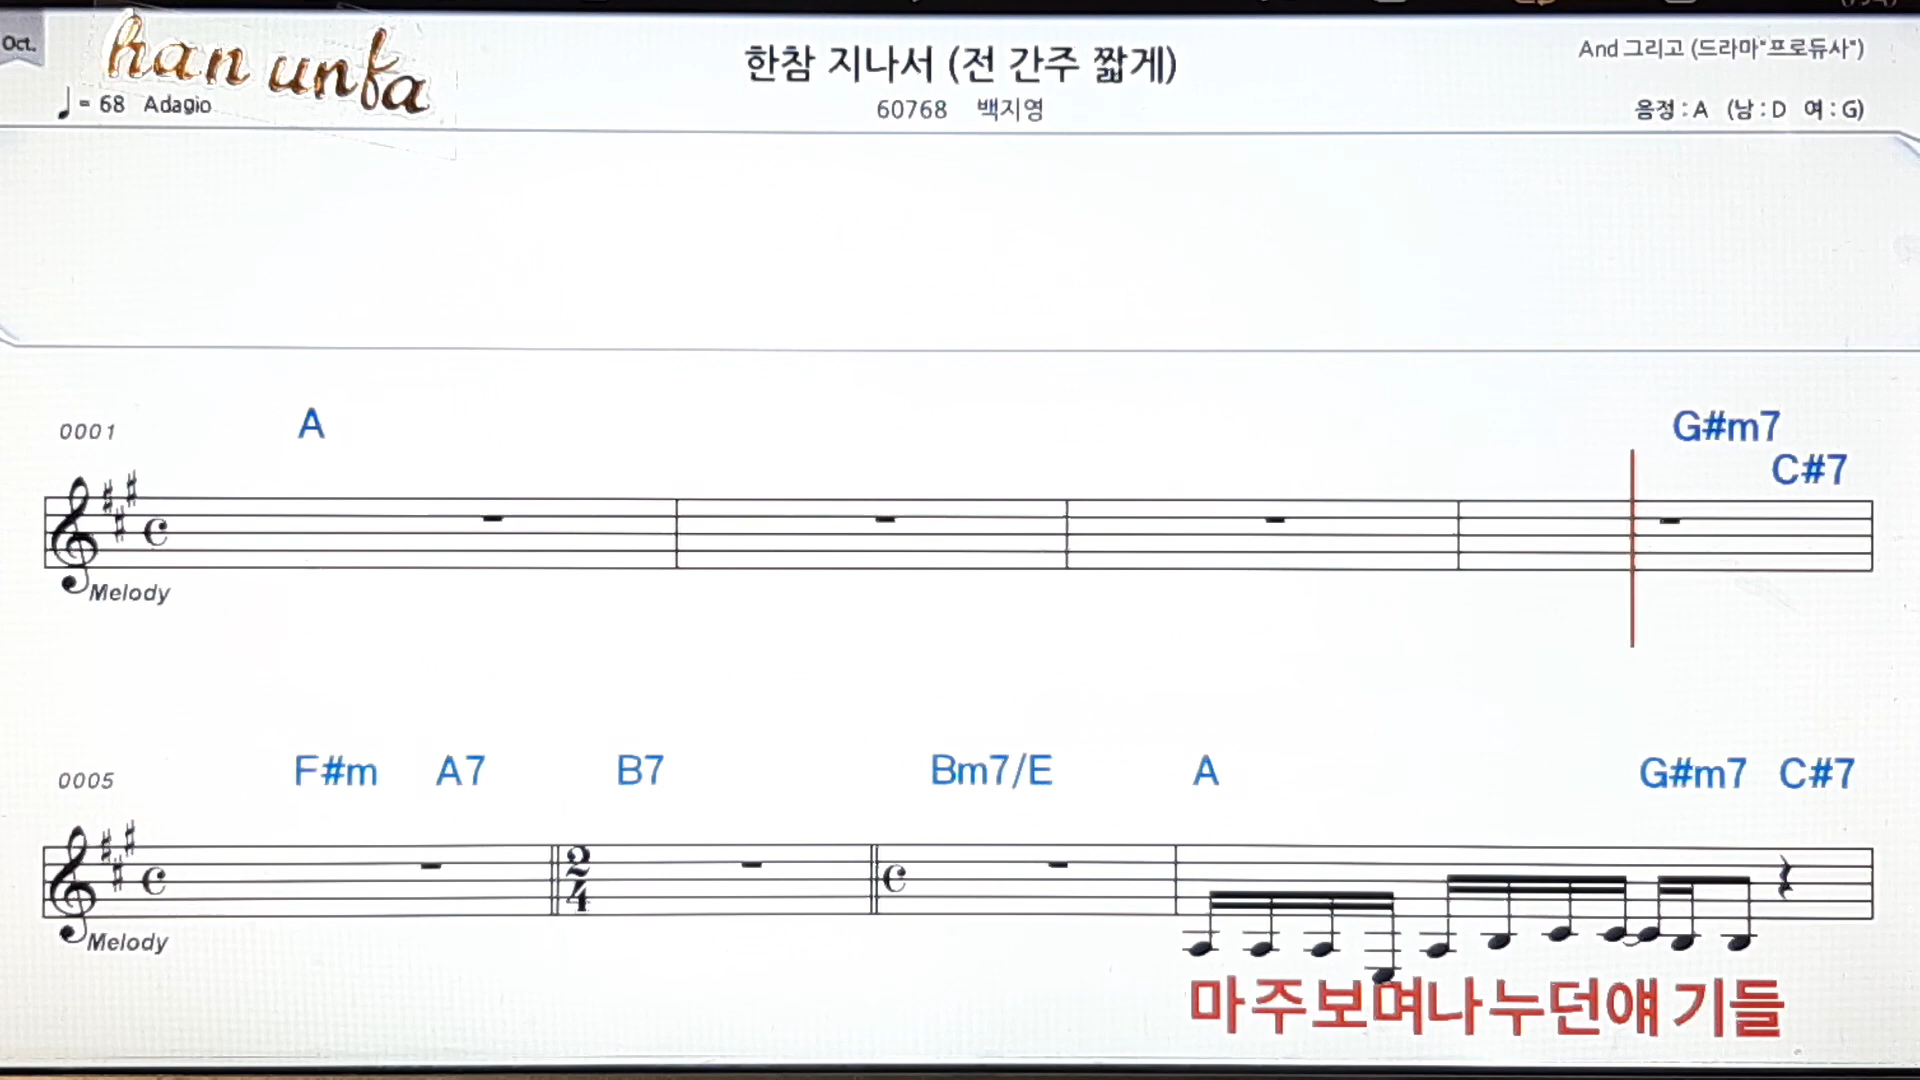 Oct.
han unfa
한참 지나서 (전 간주 짧게)
And 그리고 (드라마"프로듀사")
♩ = 68 Adagio
60768 백지영
음정 : A (남 : D 여 : G)
0001 A G#m7
C#7
Melody
0005 F#m A7 B7 Bm7/E A G#m7 C#7
2
4
Melody
마주보며나누던얘 기들